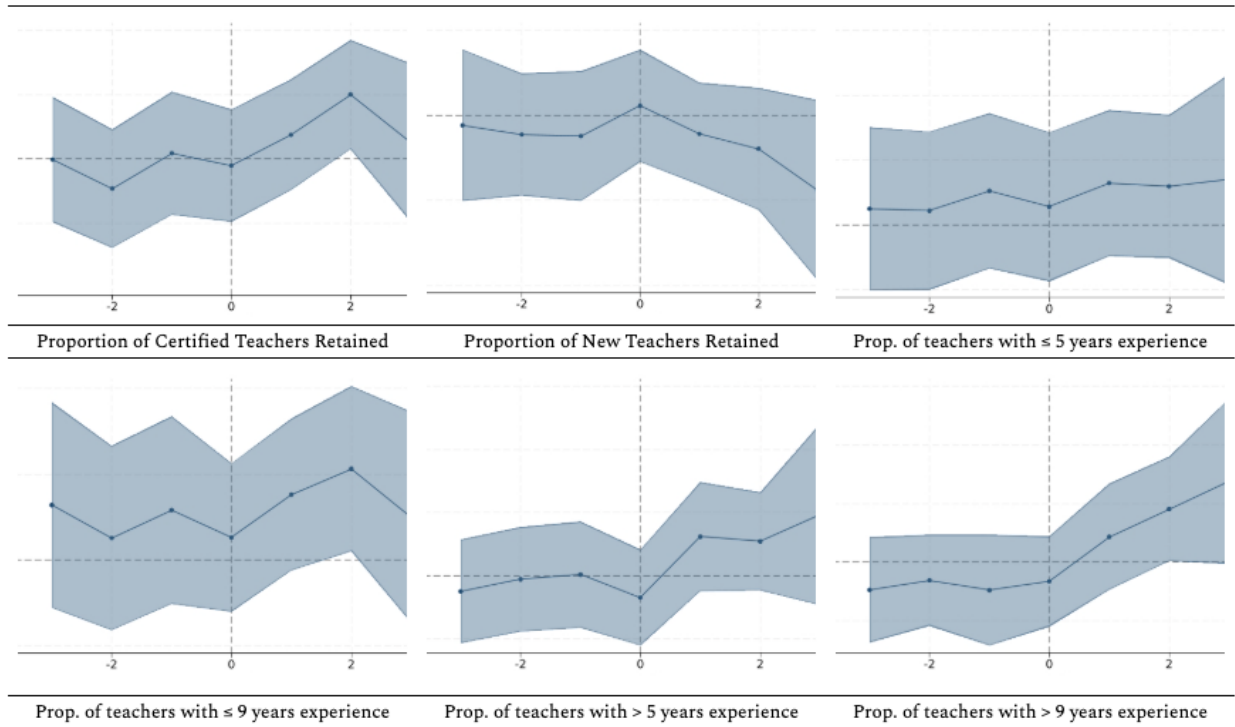 -2 0 2 -2 0 2 -2 0 2
Proportion of Certified Teachers Retained Proportion of New Teachers Retained Prop. of teachers with ≤ 5 years experience
-2 0 2 -2 0 2 -2 0 2
Prop. of teachers with ≤ 9 years experience Prop. of teachers with > 5 years experience Prop. of teachers with > 9 years experience